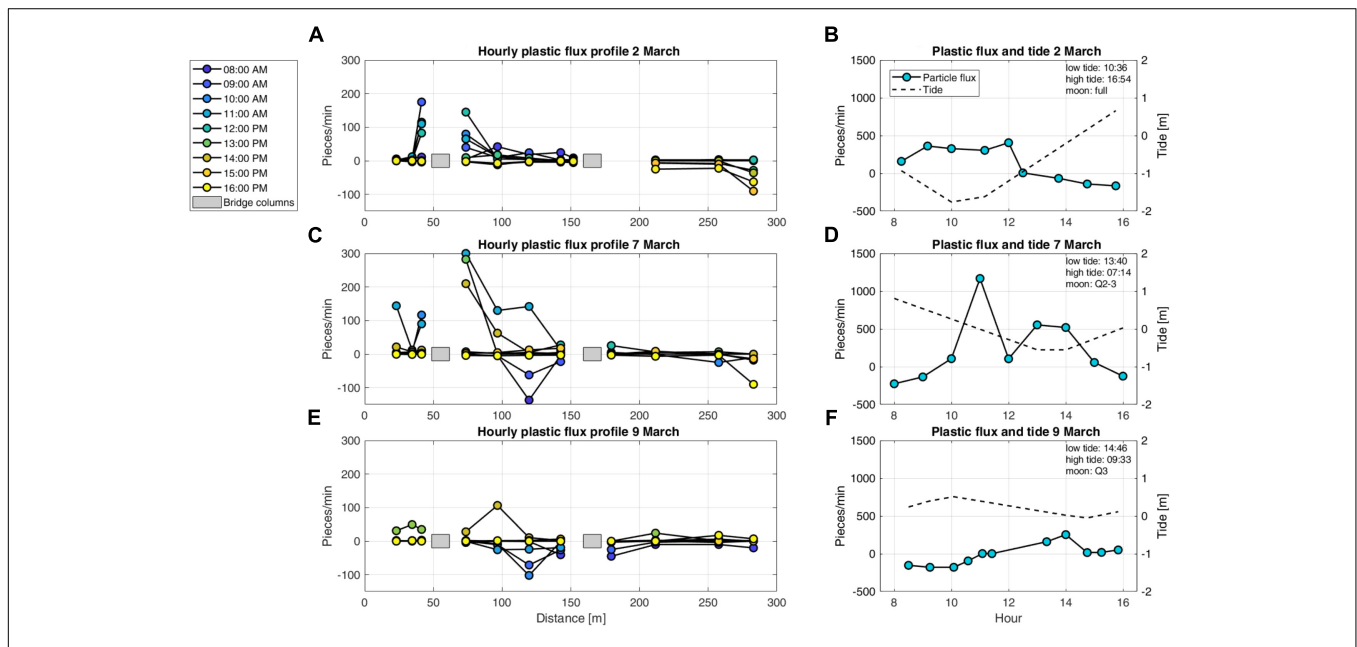 A
Hourly plastic flux profile 2 March
08:00 AM
09:00 AM
10:00 AM
11:00 AM
12:00 PM
13:00 PM
14:00 PM
15:00 PM
16:00 PM
Bridge columns
Pieces/min
300
200
100
0
-100
0 50 100 150 200 250 300
B
Plastic flux and tide 2 March
Particle flux
Tide
low tide: 10:36
high tide: 16:54
moon: full
Pieces/min
1500
1000
500
0
-500
Tide [m]
2
1
0
-1
-2
8 10 12 14 16
C
Hourly plastic flux profile 7 March
Pieces/min
300
200
100
0
-100
0 50 100 150 200 250 300
D
Plastic flux and tide 7 March
low tide: 13:40
high tide: 07:14
moon: Q2-3
Pieces/min
1500
1000
500
0
-500
Tide [m]
2
1
0
-1
-2
8 10 12 14 16
E
Hourly plastic flux profile 9 March
Pieces/min
300
200
100
0
-100
0 50 100 150 200 250 300
Distance [m]
F
Plastic flux and tide 9 March
low tide: 14:46
high tide: 09:33
moon: Q3
Pieces/min
1500
1000
500
0
-500
Tide [m]
2
1
0
-1
-2
8 10 12 14 16
Hour